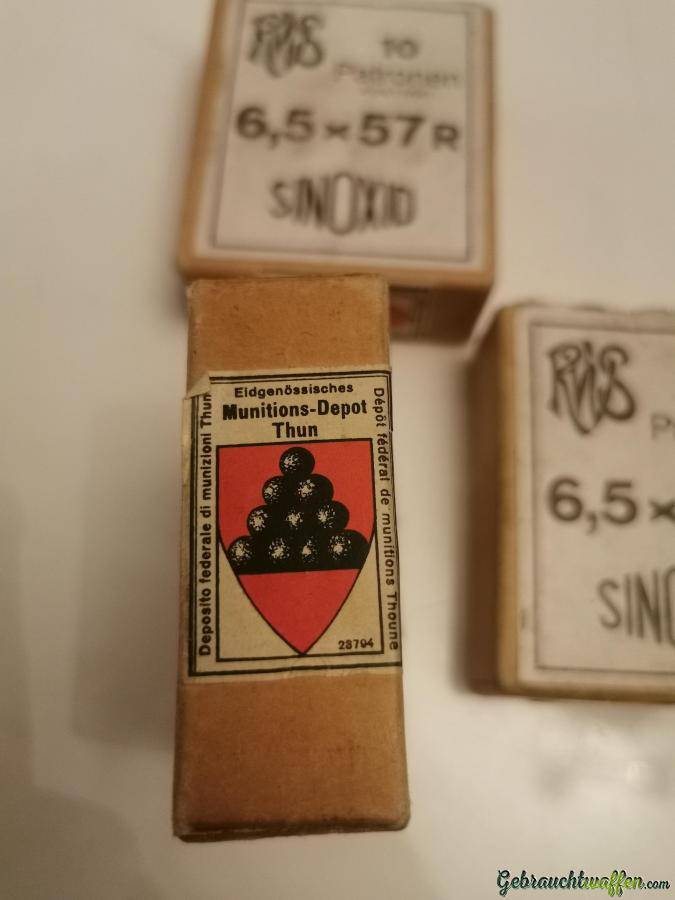 RWS
10
Patronen
6,5×57R
SINOXID
Eidgenössisches
Munitions-Depot
Thun
Deposito federale di munizioni Thun
Dépôt fédéral de munitions Thoune
28794
RWS
6,5×
SINO
Gebrauchtwaffen.com